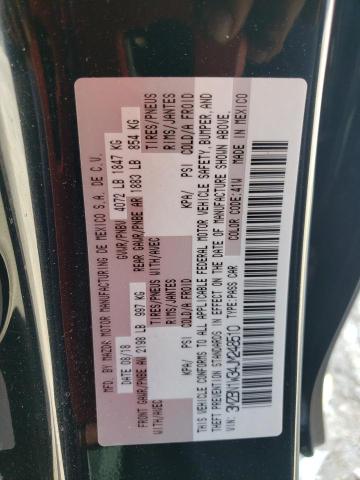 MFD. BY MAZDA MOTOR MANUFACTURING DE MEXICO S.A. DE C.V.
DATE: 08/18 GVWR/PNBV 4072 LB 1847 KG
FRONT GAWR/PNBE AV 2198 LB 997 KG REAR GAWR/PNBE AR 1883 LB 854 KG
WITH/AVEC TIRES/PNEUS WITH/AVEC TIRES/PNEUS
RIMS/JANTES RIMS/JANTES
KPA/ PSI COLD/A FROID KPA/ PSI COLD/A FROID
THIS VEHICLE CONFORMS TO ALL APPLICABLE FEDERAL MOTOR VEHICLE SAFETY, BUMPER, AND
THEFT PREVENTION STANDARDS IN EFFECT ON THE DATE OF MANUFACTURE SHOWN ABOVE.
TYPE: PASS CAR COLOR CODE: 41W MADE IN MEXICO
VIN: